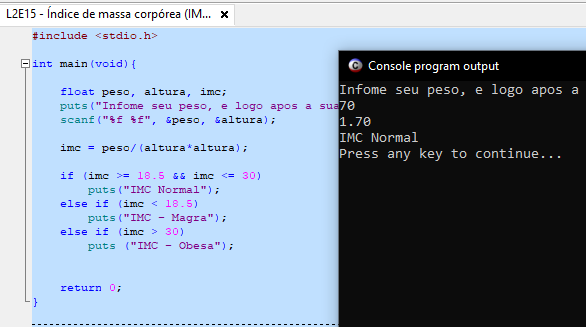 L2E15 - Índice de massa corpórea (IM...
#include <stdio.h>
int main(void){
float peso, altura, imc;
puts("Infome seu peso, e logo apos a sua
scanf("%f %f", &peso, &altura);
imc = peso/(altura*altura);
if (imc >= 18.5 && imc <= 30)
puts("IMC Normal");
else if (imc < 18.5)
puts("IMC - Magra");
else if (imc > 30)
puts ("IMC - Obesa");
return 0;
}
Console program output
Infome seu peso, e logo apos a
70
1.70
IMC Normal
Press any key to continue...